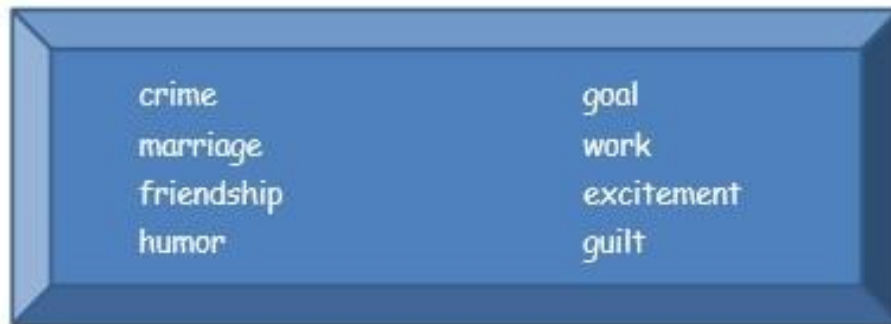 crime
marriage
friendship
humor
goal
work
excitement
guilt